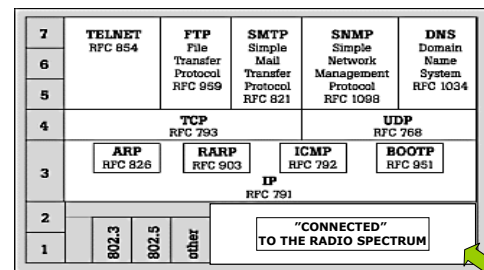 7 TELNET FTP SMTP SNMP DNS
RFC 854 File Simple Simple Domain
6 Transfer Mail Network Name
Protocol Transfer Management System
5 RFC 959 Protocol Protocol RFC 1034
RFC 821 RFC 1098
4 TCP UDP
RFC 793 RFC 768
3 ARP RARP ICMP BOOTP
RFC 826 RFC 903 RFC 792 RFC 951
IP
RFC 791
2
1 802.3 802.5 other
"CONNECTED"
TO THE RADIO SPECTRUM